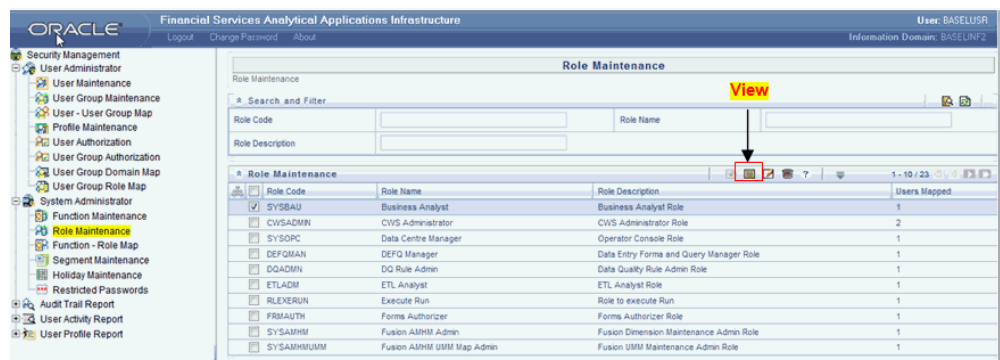 ORACLE
Financial Services Analytical Applications Infrastructure
User: BASELUSR
Logout Change Password About
Information Domain: BASELINF2
Security Management
User Administrator
User Maintenance
User Group Maintenance
User - User Group Map
Profile Maintenance
User Authorization
User Group Authorization
User Group Domain Map
User Group Role Map
System Administrator
Function Maintenance
Role Maintenance
Function - Role Map
Segment Maintenance
Holiday Maintenance
Restricted Passwords
Audit Trail Report
User Activity Report
User Profile Report
Role Maintenance
Role Maintenance
View
Search and Filter
Role Code
Role Name
Role Description
Role Maintenance
1 - 10 / 23
Role Code Role Name Role Description Users Mapped
SYSBAU Business Analyst Business Analyst Role 1
CWSADMIN CWS Administrator CWS Administrator Role 2
SYSOPC Data Centre Manager Operator Console Role 1
DEFQMAN DEFQ Manager Data Entry Forms and Query Manager Role 1
DQADMN DQ Rule Admin Data Quality Rule Admin Role 1
ETLADM ETL Analyst ETL Analyst Role 1
RLEXERUN Execute Run Role to execute Run 1
FRMAUTH Forms Authorizer Forms Authorizer Role 1
SYSAMHM Fusion AMHM Admin Fusion Dimension Maintenance Admin Role 1
SYSAMHMUMM Fusion AMHM UMM Map Admin Fusion UMM Maintenance Admin Role 1